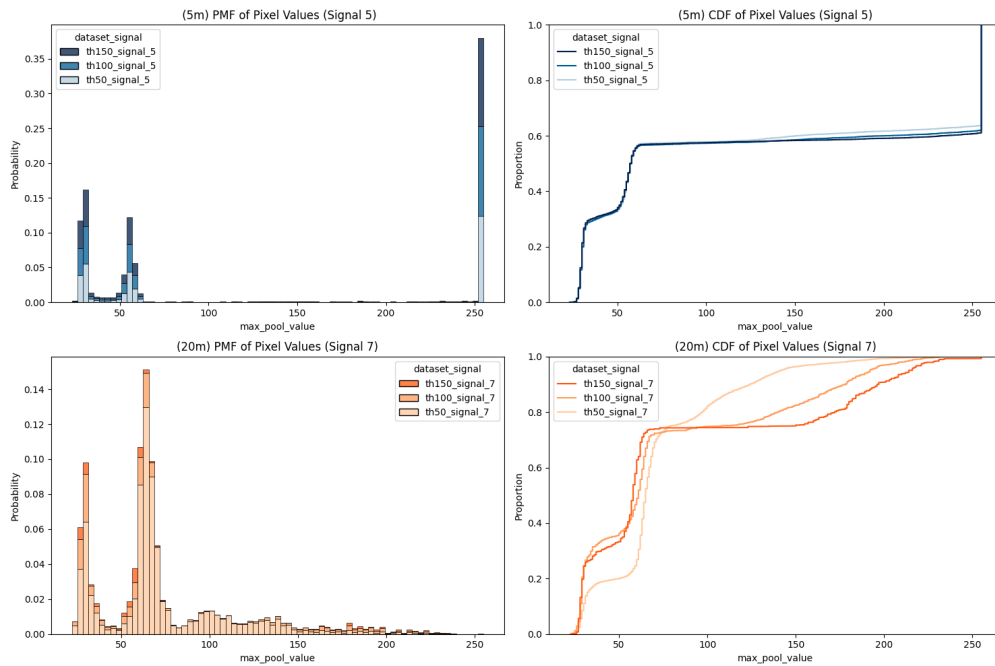 (5m) PMF of Pixel Values (Signal 5)
dataset_signal
th150_signal_5
th100_signal_5
th50_signal_5
Probability
0.35
0.30
0.25
0.20
0.15
0.10
0.05
0.00
50
100
150
200
250
max_pool_value
(5m) CDF of Pixel Values (Signal 5)
dataset_signal
th150_signal_5
th100_signal_5
th50_signal_5
Proportion
1.0
0.8
0.6
0.4
0.2
0.0
50
100
150
200
250
max_pool_value
(20m) PMF of Pixel Values (Signal 7)
dataset_signal
th150_signal_7
th100_signal_7
th50_signal_7
Probability
0.14
0.12
0.10
0.08
0.06
0.04
0.02
0.00
50
100
150
200
250
max_pool_value
(20m) CDF of Pixel Values (Signal 7)
dataset_signal
th150_signal_7
th100_signal_7
th50_signal_7
Proportion
1.0
0.8
0.6
0.4
0.2
0.0
50
100
150
200
250
max_pool_value